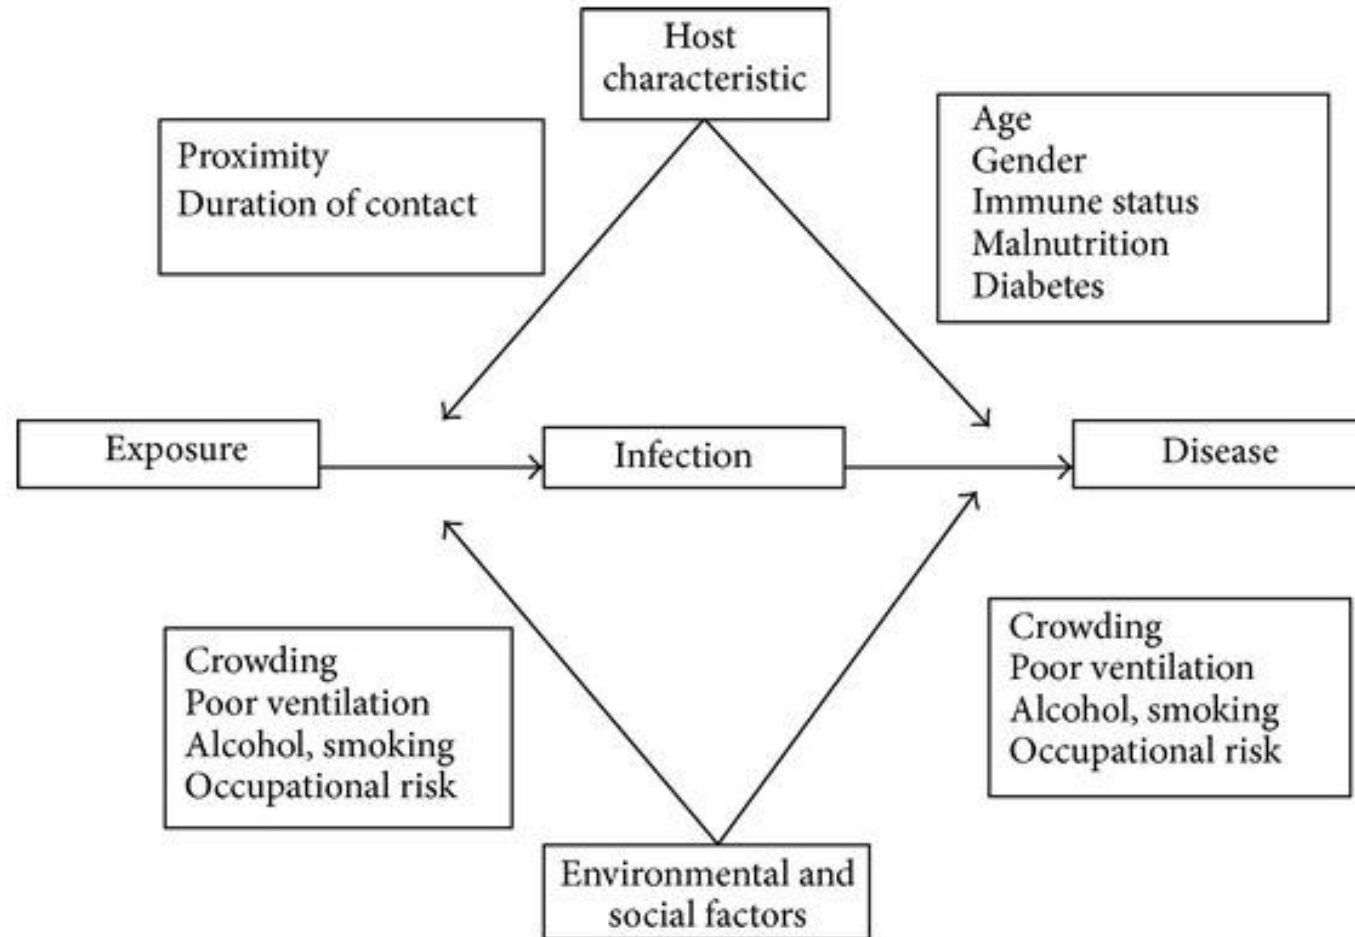 Host
characteristic
Proximity
Duration of contact
Age
Gender
Immune status
Malnutrition
Diabetes
Exposure
Infection
Disease
Crowding
Poor ventilation
Alcohol, smoking
Occupational risk
Crowding
Poor ventilation
Alcohol, smoking
Occupational risk
Environmental and
social factors